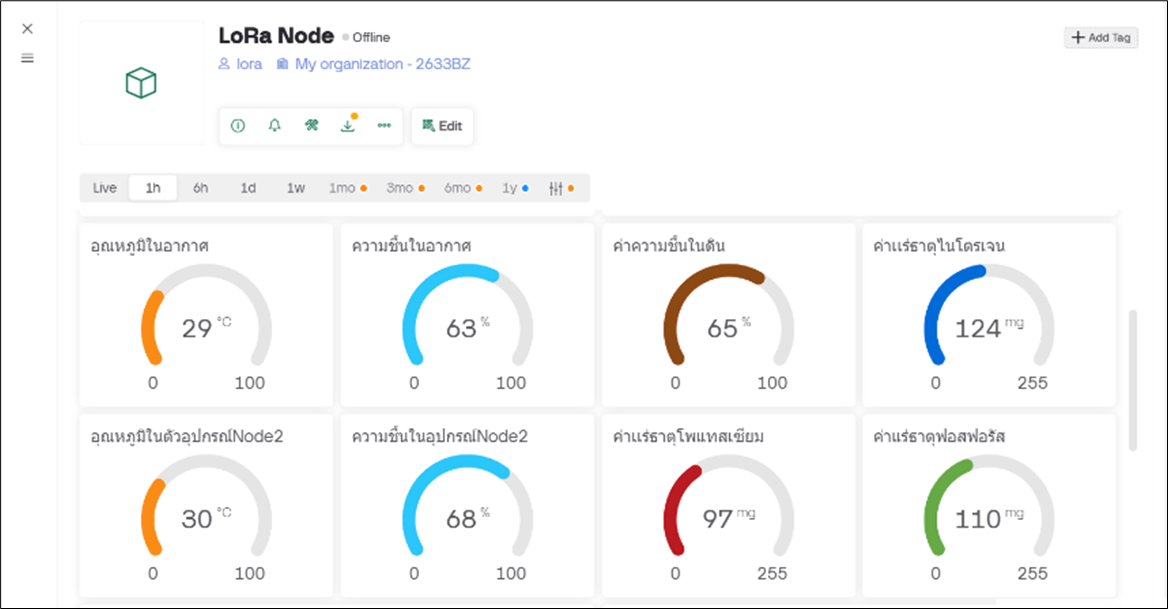 LoRa Node Offline
Add Tag
lora My organization - 2633BZ
Edit
Live 1h 6h 1d 1w 1mo 3mo 6mo 1y
อุณหภูมิในอากาศ ความชื้นในอากาศ ค่าความชื้นในดิน ค่าแร่ธาตุไนโตรเจน
29 °C 63 % 65 % 124 mg
0 100 0 100 0 100 0 255
อุณหภูมิในตัวอุปกรณ์Node2 ความชื้นในอุปกรณ์Node2 ค่าแร่ธาตุโพแทสเซียม ค่าแร่ธาตุฟอสฟอรัส
30 °C 68 % 97 mg 110 mg
0 100 0 100 0 255 0 255